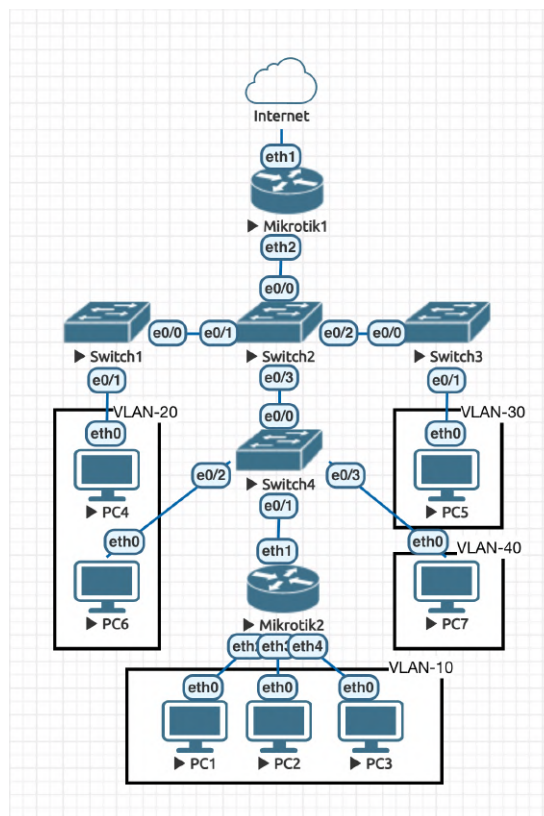 Internet
eth1
Mikrotik1
eth2
e0/0
e0/0 e0/1 e0/2 e0/0
Switch1 Switch2 Switch3
e0/1 e0/3 e0/1
VLAN-20 e0/0 VLAN-30
eth0 eth0
e0/2 e0/3
PC4 Switch4 PC5
e0/1
eth0 eth0
eth1 VLAN-40
PC6 Mikrotik2 PC7
eth4
VLAN-10
eth0 eth0 eth0
PC1 PC2 PC3